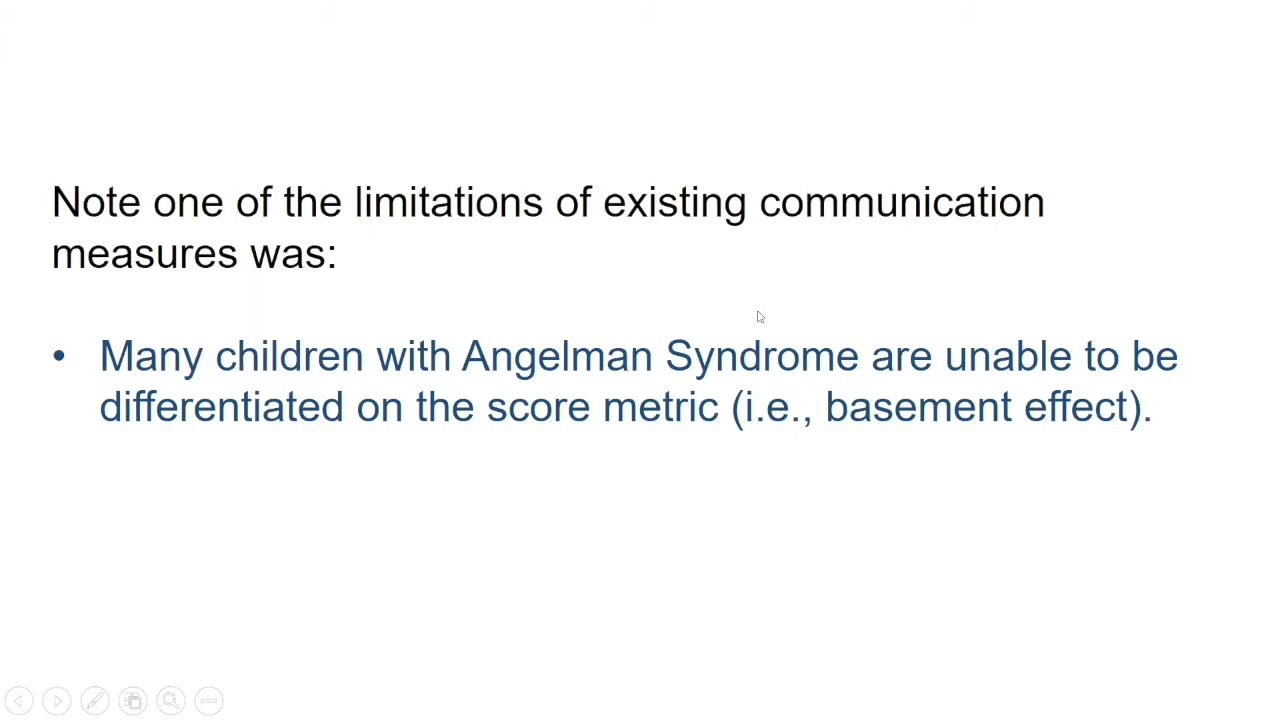 Note one of the limitations of existing communication
measures was:
• Many children with Angelman Syndrome are unable to be
differentiated on the score metric (i.e., basement effect).